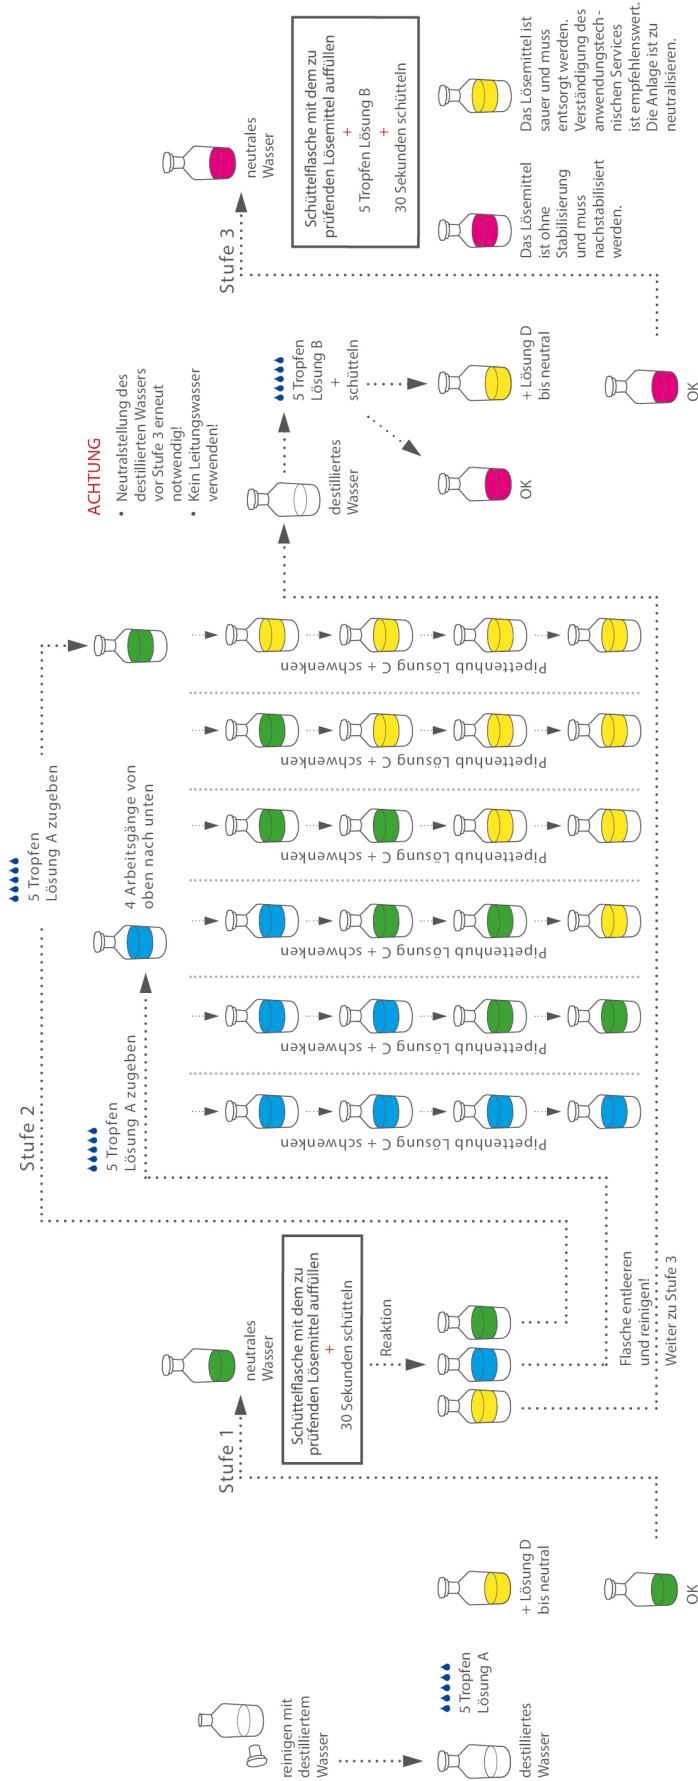 reinigen mit
destilliertem
Wasser
destilliertes
Wasser
5 Tropfen
Lösung A
+ Lösung D
bis neutral
OK
Stufe 1
neutrales
Wasser
Schüttelflasche mit dem zu
prüfenden Lösemittel auffüllen
+
30 Sekunden schütteln
Reaktion
Flasche entleeren
und reinigen!
Weiter zu Stufe 3
Stufe 2
5 Tropfen
Lösung A zugeben
5 Tropfen
Lösung A zugeben
4 Arbeitsgänge von
oben nach unten
Pipettenhub Lösung C + schwenken
Pipettenhub Lösung C + schwenken
Pipettenhub Lösung C + schwenken
Pipettenhub Lösung C + schwenken
Pipettenhub Lösung C + schwenken
Pipettenhub Lösung C + schwenken
ACHTUNG
• Neutralstellung des
destillierten Wassers
vor Stufe 3 erneut
notwendig!
• Kein Leitungswasser
verwenden!
destilliertes
Wasser
5 Tropfen
Lösung B
+
schütteln
OK
+ Lösung D
bis neutral
OK
Stufe 3
neutrales
Wasser
Schüttelflasche mit dem zu
prüfenden Lösemittel auffüllen
+
5 Tropfen Lösung B
+
30 Sekunden schütteln
Das Lösemittel
ist ohne
Stabilisierung
und muss
nachstabilisiert
werden.
Das Lösemittel ist
sauer und muss
entsorgt werden.
Verständigung des
anwendungstech-
nischen Services
ist empfehlenswert.
Die Anlage ist zu
neutralisieren.